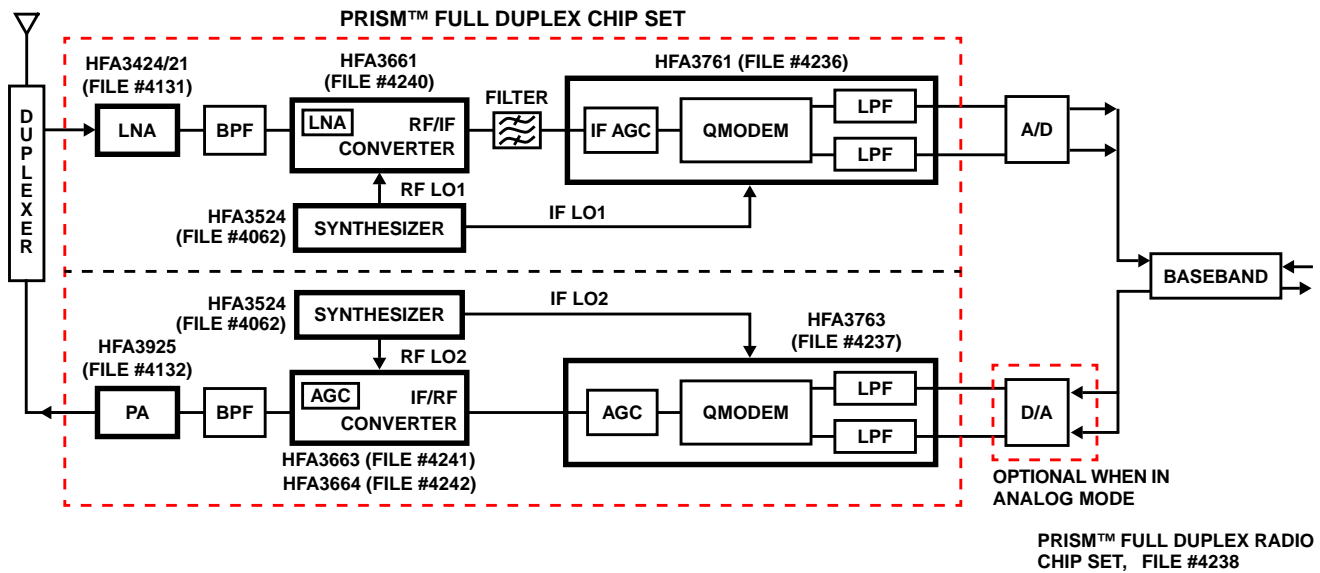 PRISM™ FULL DUPLEX CHIP SET
HFA3424/21
(FILE #4131)
HFA3661
(FILE #4240)
HFA3761 (FILE #4236)
DUPLEXER
LNA
BPF
LNA
RF/IF
CONVERTER
FILTER
IF AGC
QMODEM
LPF
LPF
A/D
RF LO1
HFA3524
(FILE #4062)
SYNTHESIZER
IF LO1
BASEBAND
HFA3524
(FILE #4062)
SYNTHESIZER
IF LO2
RF LO2
HFA3763
(FILE #4237)
HFA3925
(FILE #4132)
PA
BPF
AGC
IF/RF
CONVERTER
AGC
QMODEM
LPF
LPF
D/A
HFA3663 (FILE #4241)
HFA3664 (FILE #4242)
OPTIONAL WHEN IN
ANALOG MODE
PRISM™ FULL DUPLEX RADIO
CHIP SET, FILE #4238